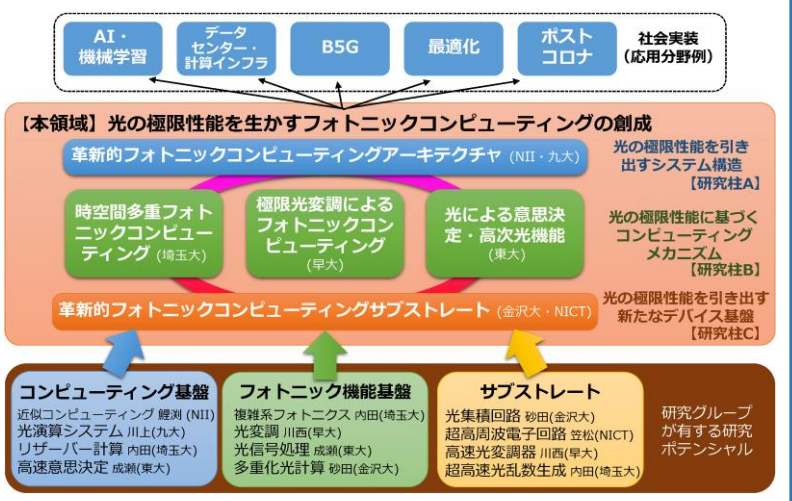 AI・
機械学習
データ
センター・
計算インフラ
B5G
最適化
ポスト
コロナ
社会実装
(応用分野例)
【本領域】光の極限性能を生かすフォトニックコンピューティングの創成
革新的フォトニックコンピューティングアーキテクチャ (NII・九大)
光の極限性能を引き
出すシステム構造
【研究柱A】
時空間多重フォト
ニックコンピュー
ティング (埼玉大)
極限光変調による
フォトニックコン
ピューティング
(早大)
光による意思決
定・高次光機能
(東大)
光の極限性能に基づく
コンピューティング
メカニズム
【研究柱B】
革新的フォトニックコンピューティングサブストレート (金沢大・NICT)
光の極限性能を引き出す
新たなデバイス基盤
【研究柱C】
コンピューティング基盤
近似コンピューティング 鯉渕 (NII)
光演算システム 川上(九大)
リザーバー計算 内田(埼玉大)
高速意思決定 成瀬(東大)
フォトニック機能基盤
複雑系フォトニクス 内田(埼玉大)
光変調 川西(早大)
光信号処理 成瀬(東大)
多重化光計算 砂田(金沢大)
サブストレート
光集積回路 砂田(金沢大)
超高周波電子回路 笠松(NICT)
高速光変調器 川西(早大)
超高速光乱数生成 内田(埼玉大)
研究グループ
が有する研究
ポテンシャル